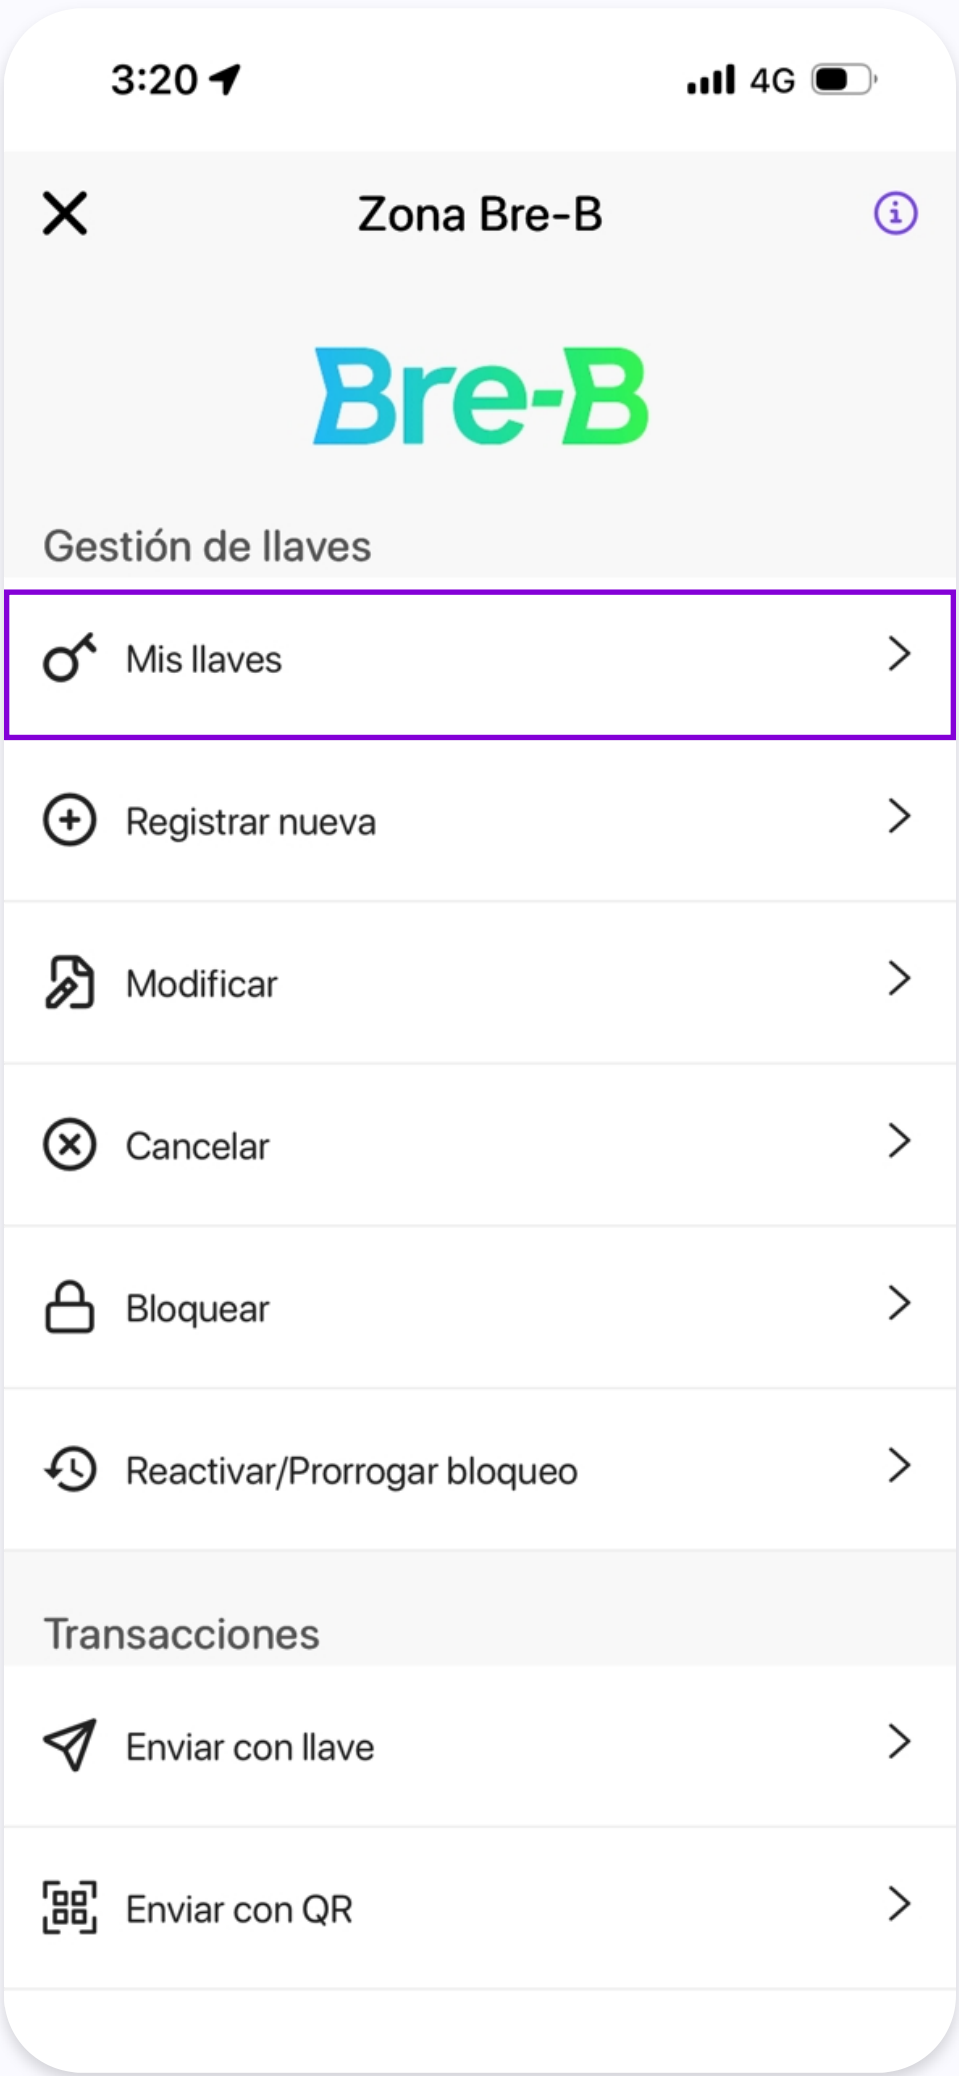 3:20 4G
Zona Bre-B
Bre-B
Gestión de llaves
Mis llaves
Registrar nueva
Modificar
Cancelar
Bloquear
Reactivar/Prorrogar bloqueo
Transacciones
Enviar con llave
Enviar con QR